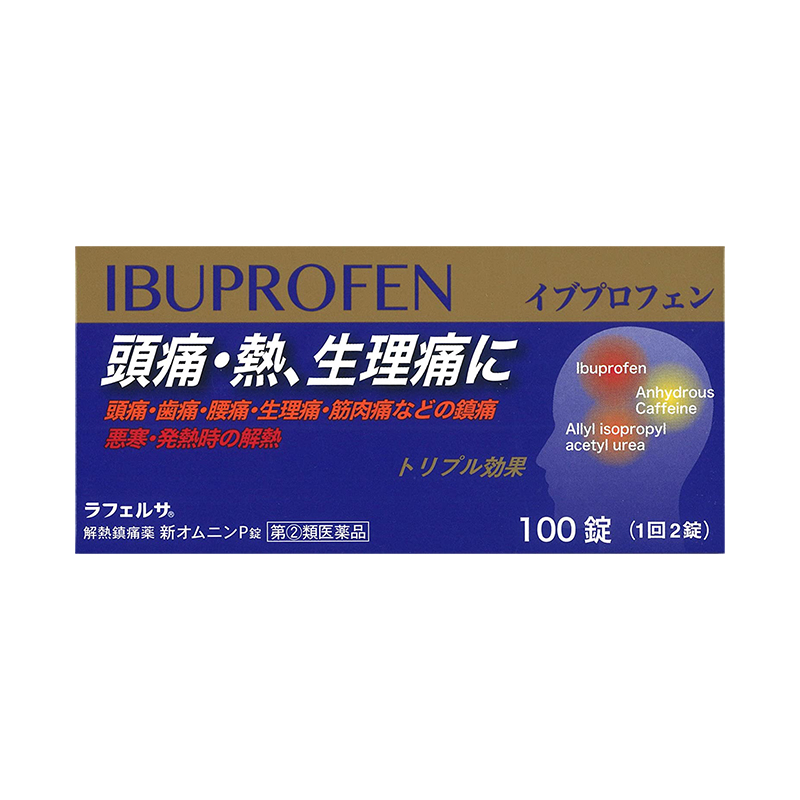 IBUPROFEN イブプロフェン
頭痛・熱、生理痛に
頭痛・歯痛・腰痛・生理痛・筋肉痛などの鎮痛
悪寒・発熱時の解熱
トリプル効果
Ibuprofen
Anhydrous
Caffeine
Allyl isopropyl
acetyl urea
ラフェルサ®
解熱鎮痛薬 新オムニンP錠 第②類医薬品
100錠 (1回2錠)